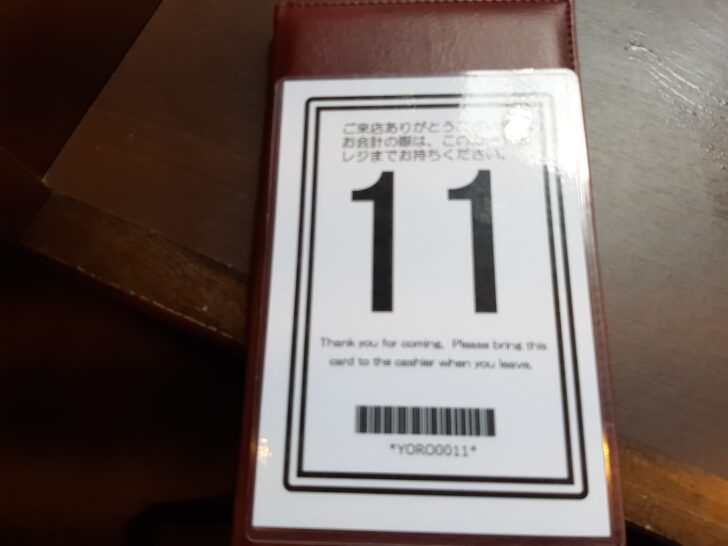 ご来店ありがとう
お会計の際は、この
レジまでお持ちください。
11
Thank you for coming. Please bring this
card to the cashier when you leave.
*YORO0011*